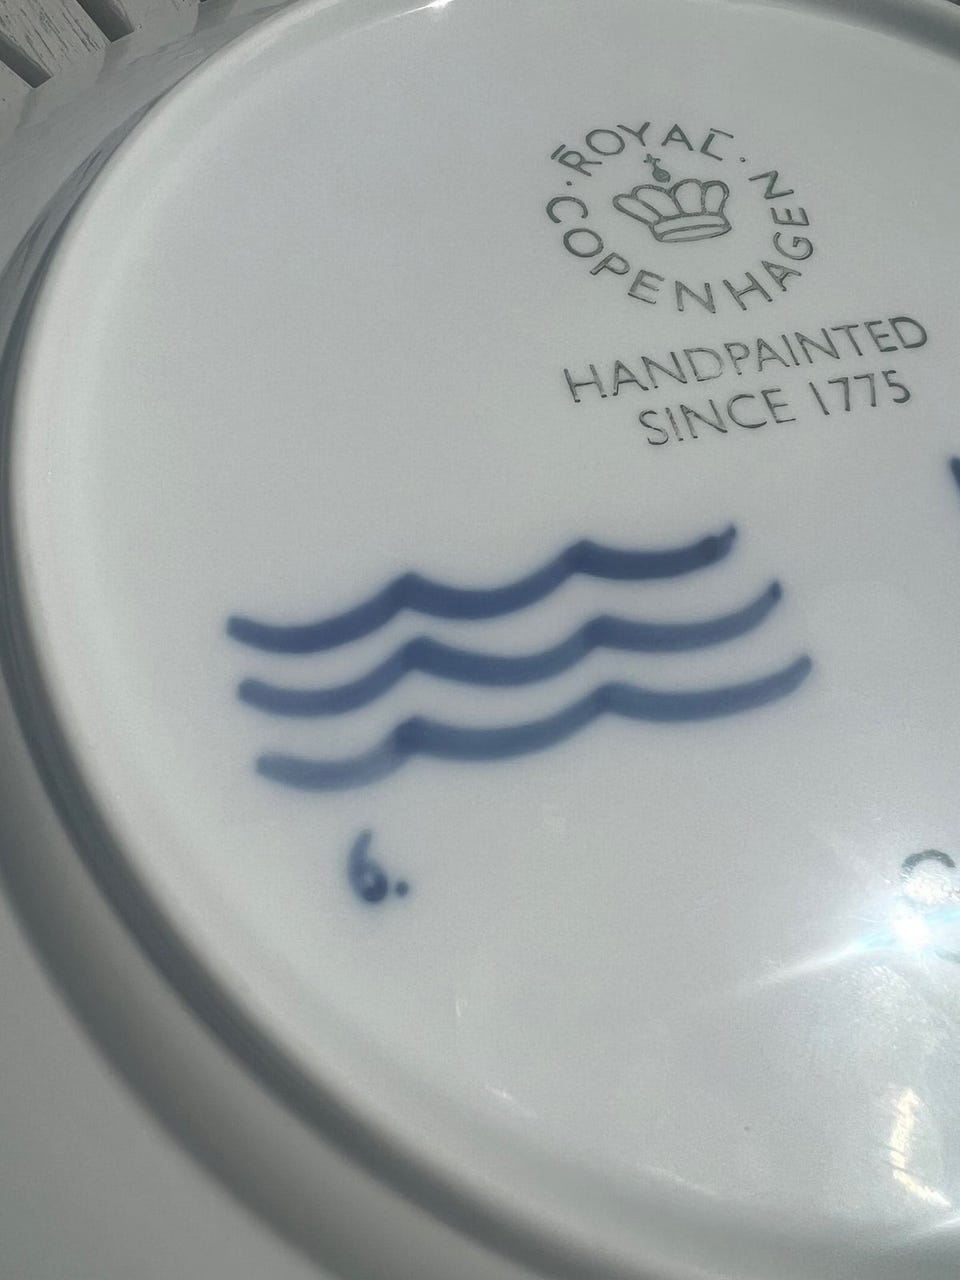 ROYAL
COPENHAGEN
HANDPAINTED
SINCE 1775
6.